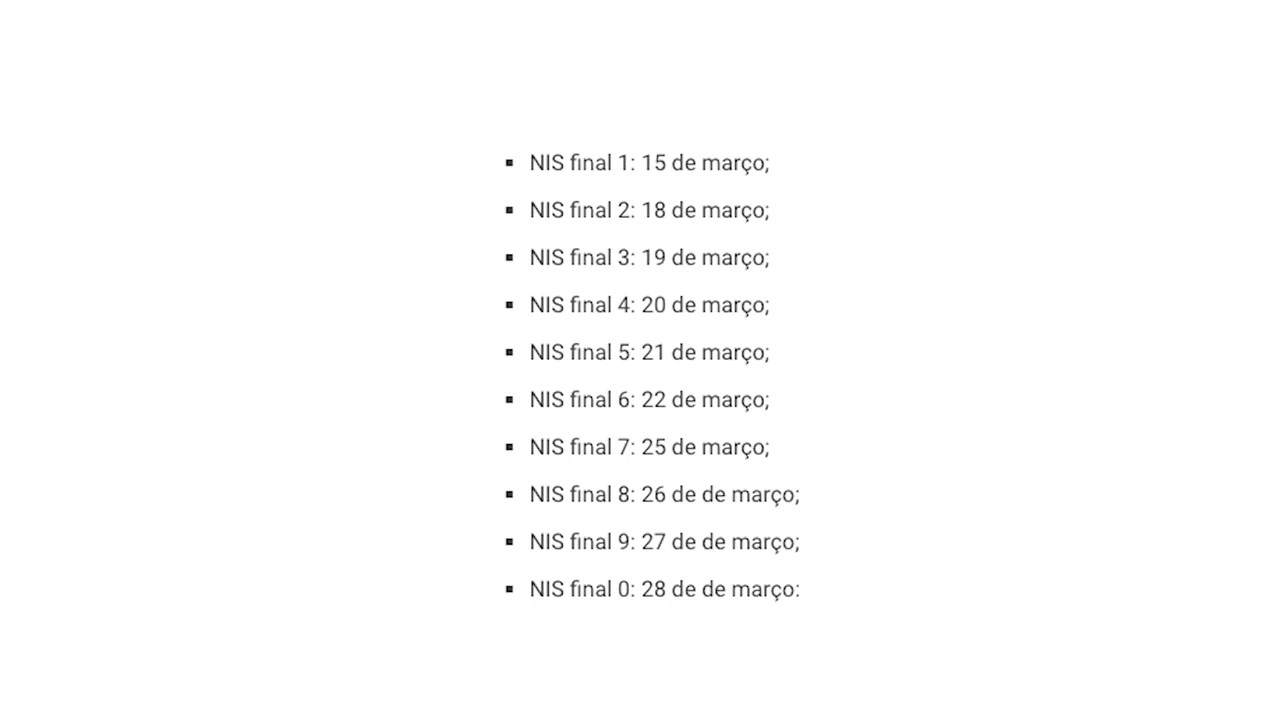 ▪ NIS final 1: 15 de março;
▪ NIS final 2: 18 de março;
▪ NIS final 3: 19 de março;
▪ NIS final 4: 20 de março;
▪ NIS final 5: 21 de março;
▪ NIS final 6: 22 de março;
▪ NIS final 7: 25 de março;
▪ NIS final 8: 26 de de março;
▪ NIS final 9: 27 de de março;
▪ NIS final 0: 28 de de março: